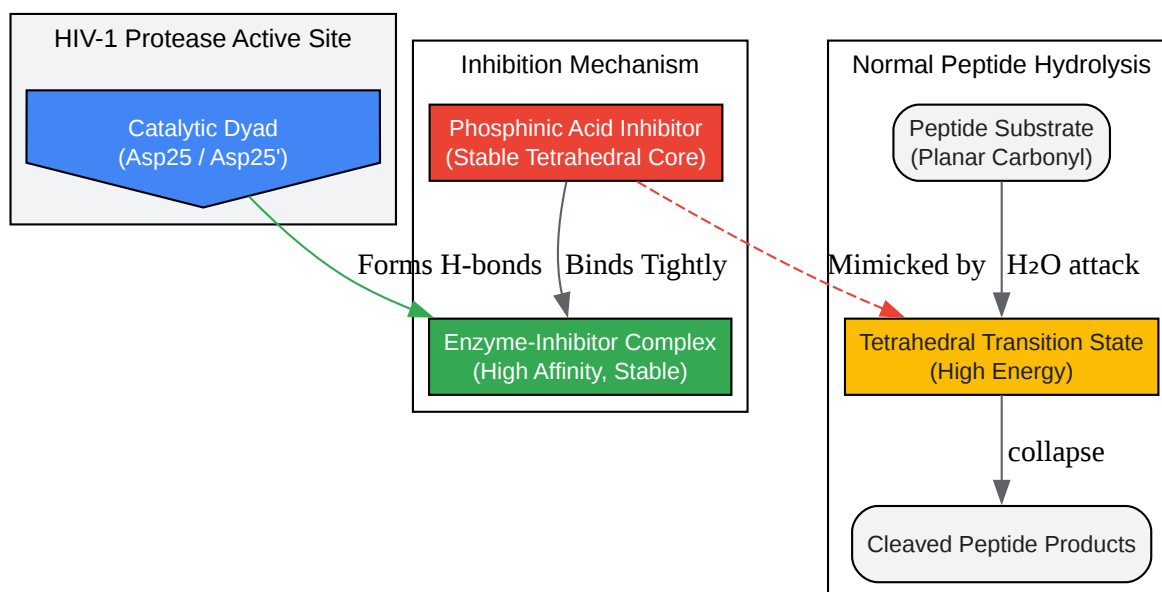 HIV-1 Protease Active Site
Catalytic Dyad
(Asp25 / Asp25')
Inhibition Mechanism
Phosphinic Acid Inhibitor
(Stable Tetrahedral Core)
Forms H-bonds
Binds Tightly
Enzyme-Inhibitor Complex
(High Affinity, Stable)
Normal Peptide Hydrolysis
Peptide Substrate
(Planar Carbonyl)
Mimicked by
H₂O attack
Tetrahedral Transition State
(High Energy)
collapse
Cleaved Peptide Products